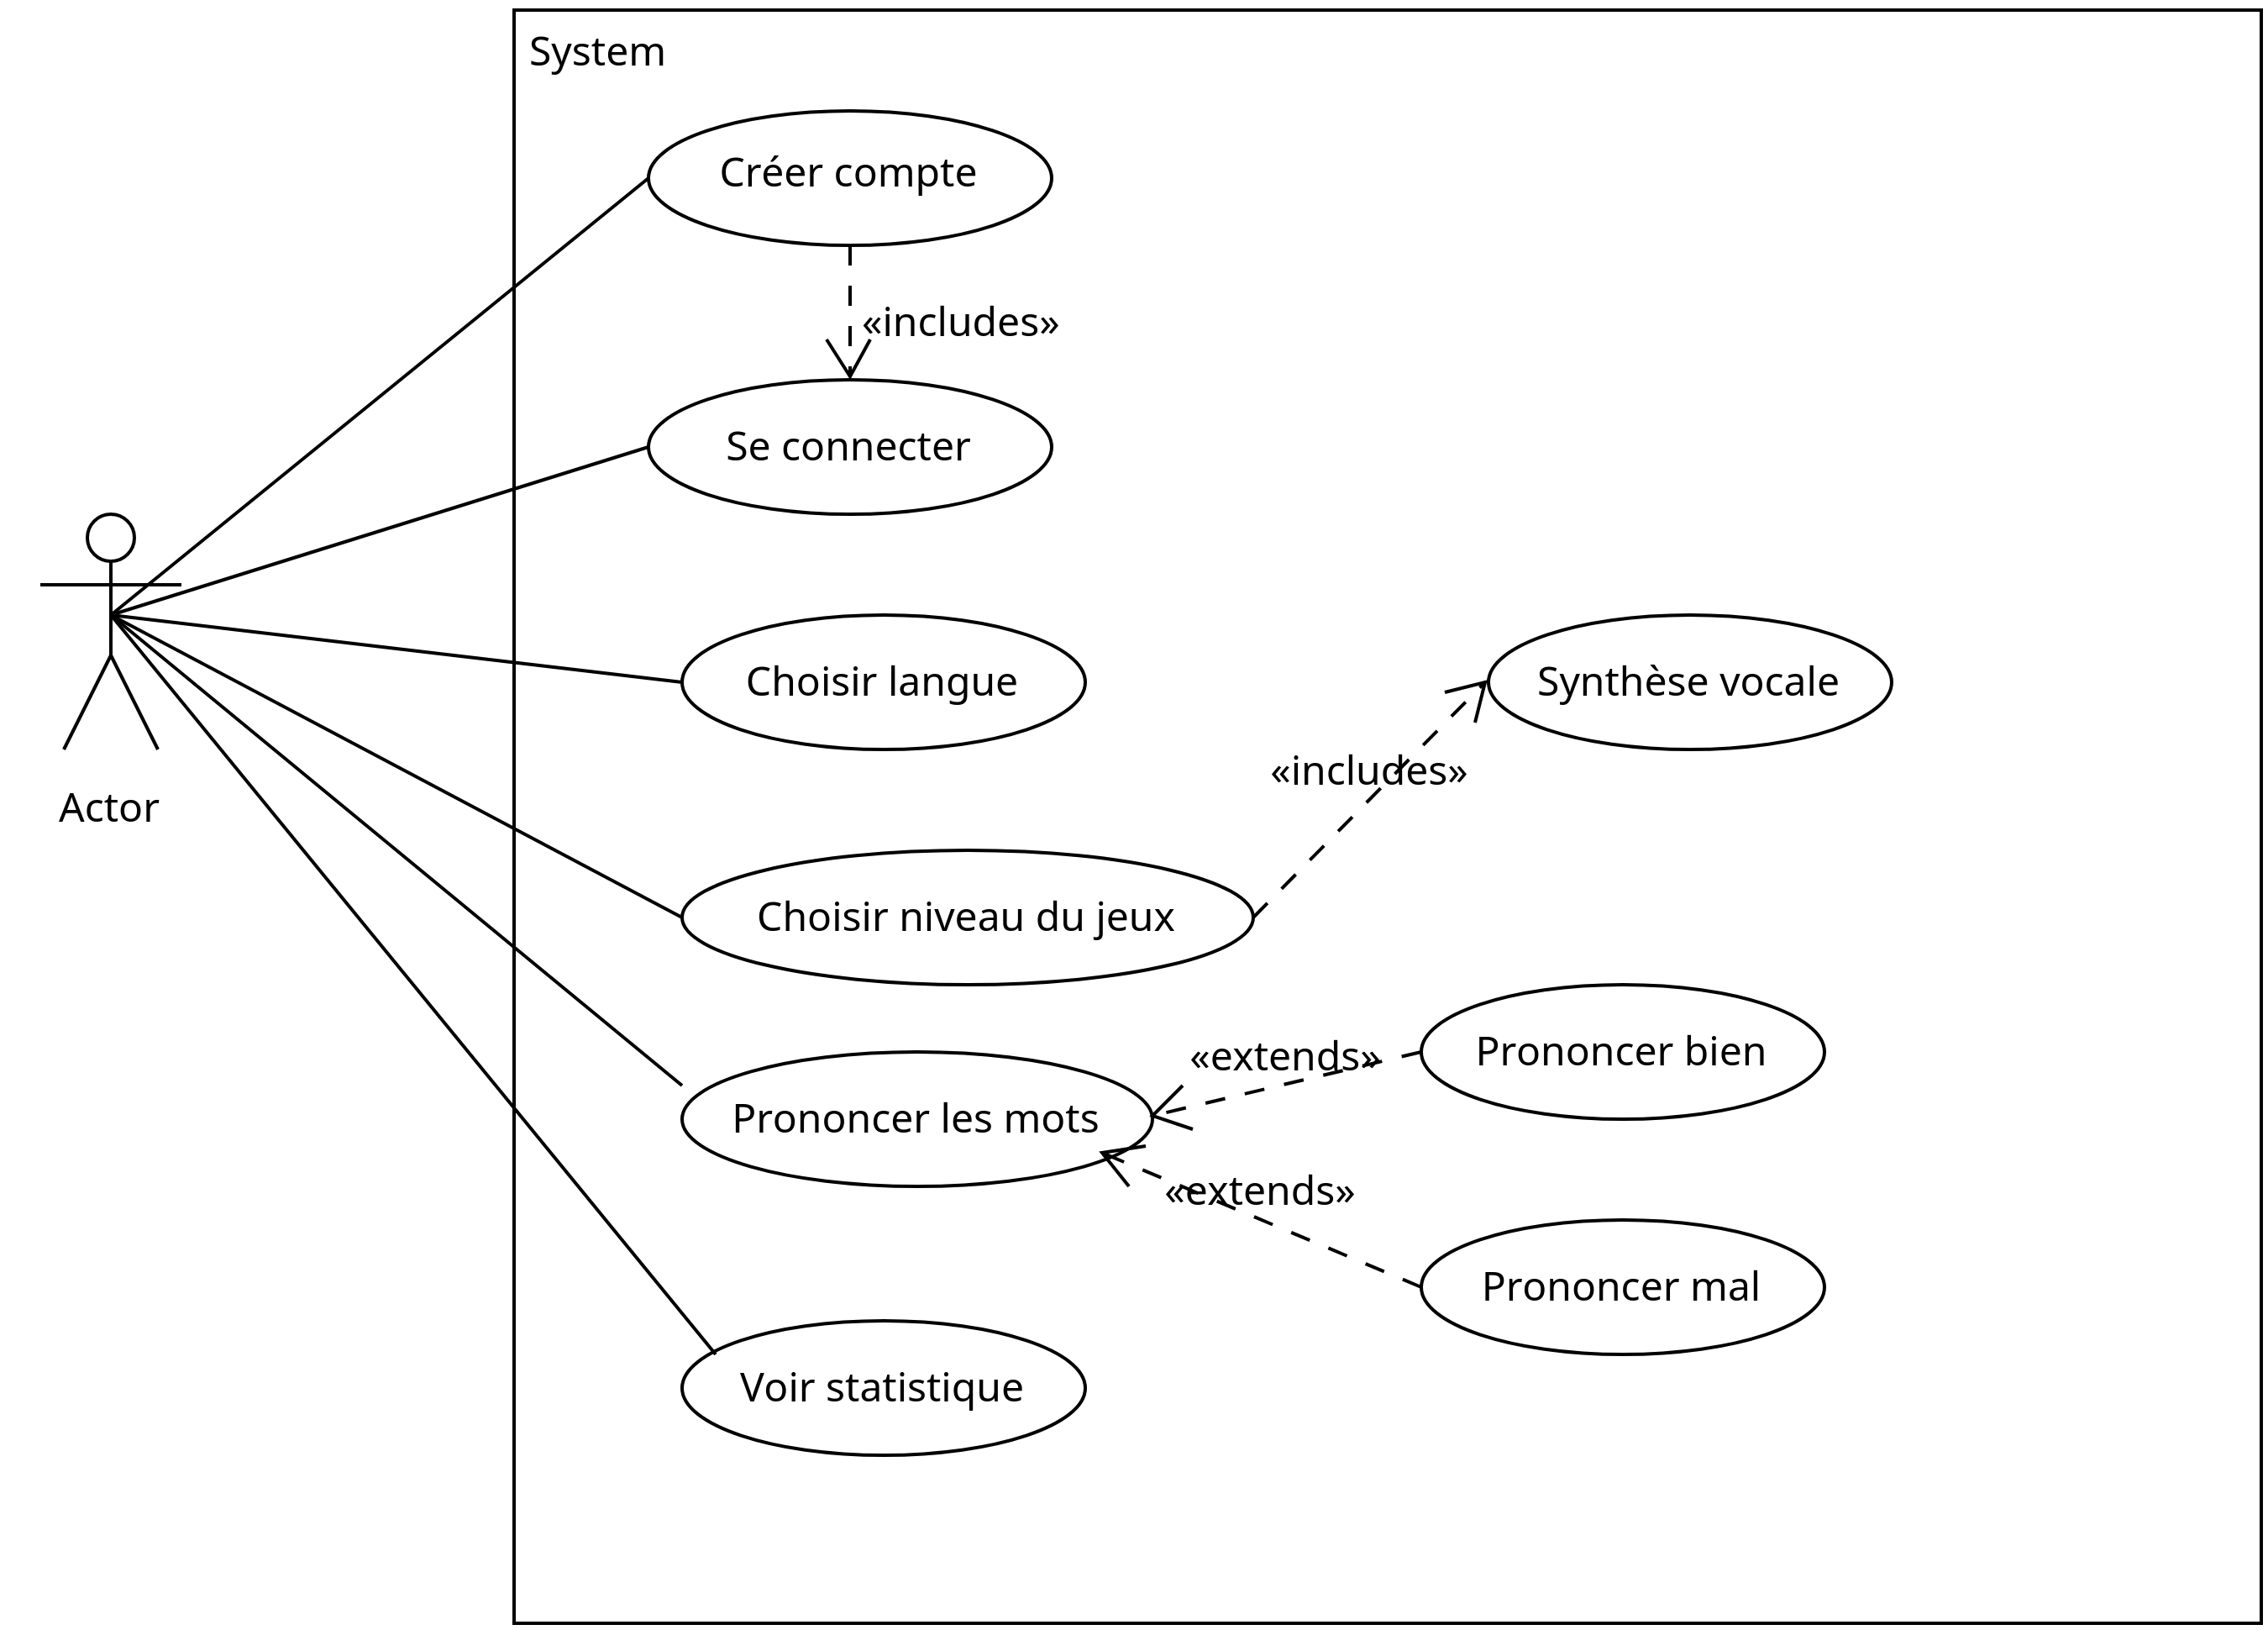 System
Créer compte
«includes»
Se connecter
Choisir langue
Synthèse vocale
«includes»
Actor
Choisir niveau du jeux
«extends»
Prononcer bien
Prononcer les mots
«extends»
Prononcer mal
Voir statistique